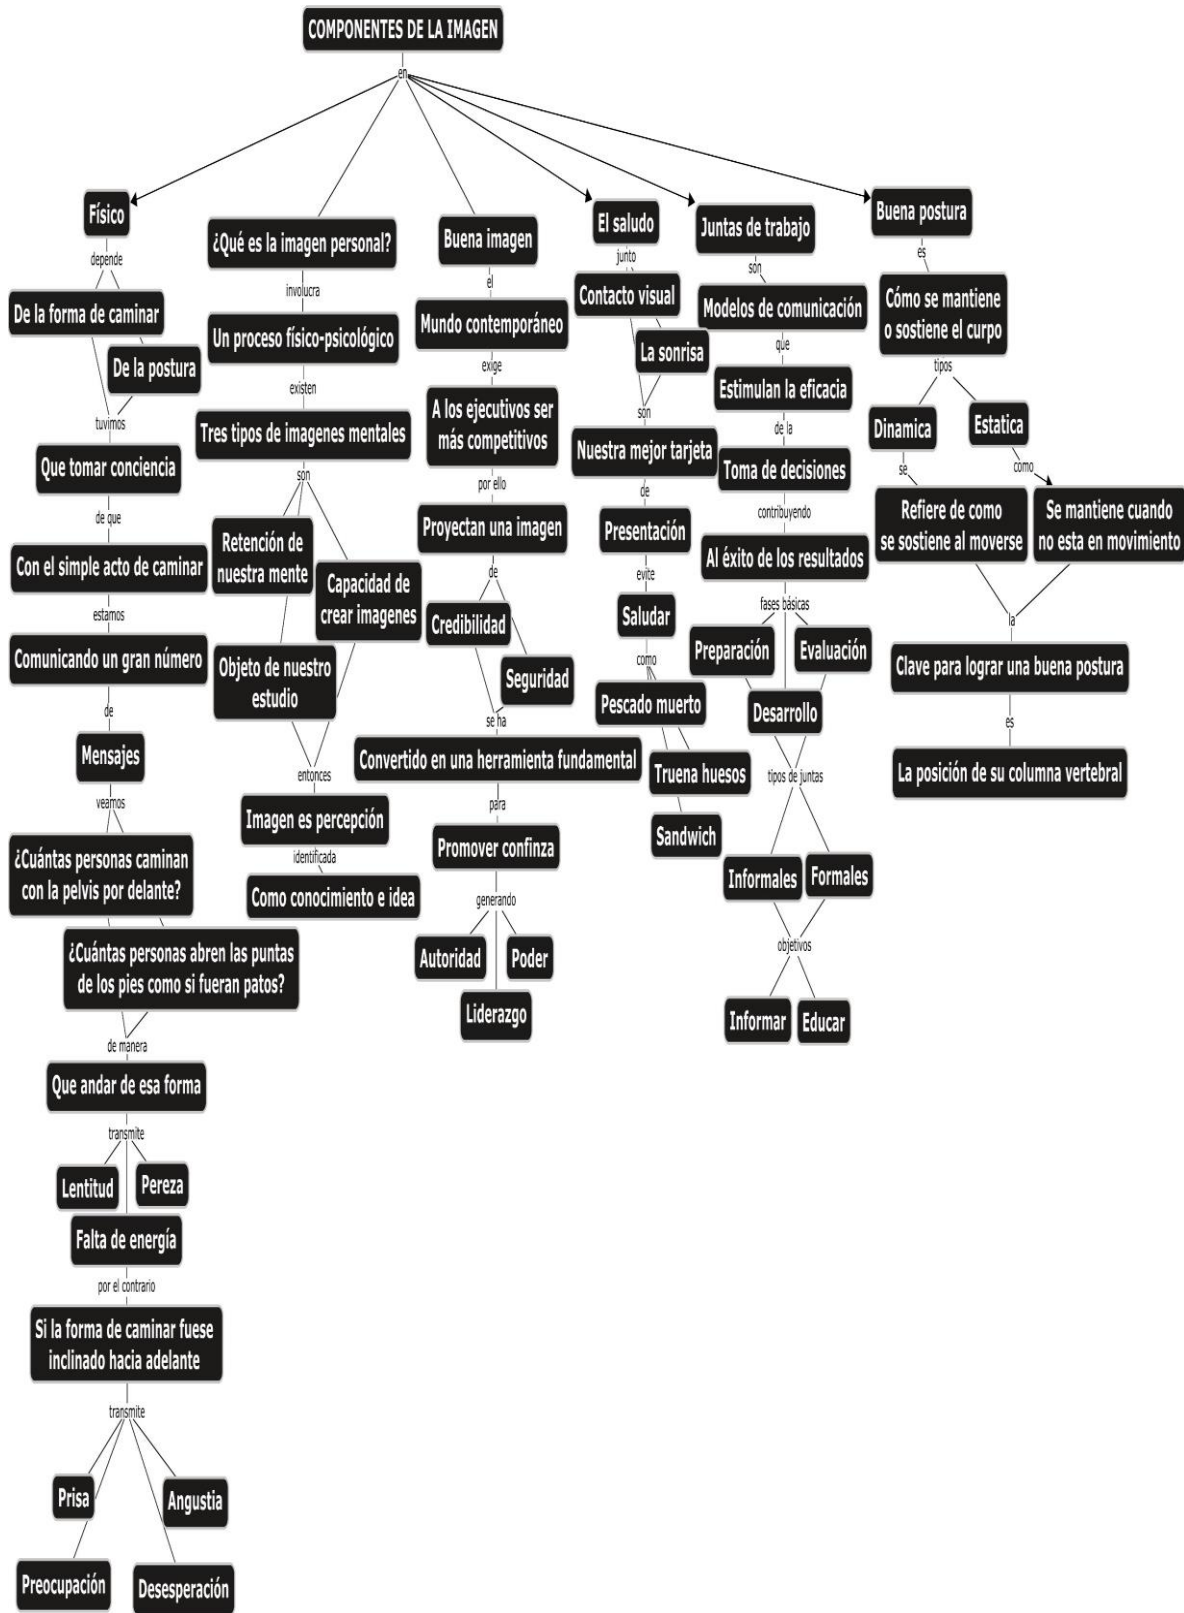 COMPONENTES DE LA IMAGEN
en
Físico
depende
De la forma de caminar
De la postura
tuvimos
Que tomar conciencia
de que
Con el simple acto de caminar
estamos
Comunicando un gran número
de
Mensajes
veamos
¿Cuántas personas caminan
con la pelvis por delante?
¿Cuántas personas abren las puntas
de los pies como si fueran patos?
de manera
Que andar de esa forma
transmite
Lentitud
Pereza
Falta de energía
por el contrario
Si la forma de caminar fuese
inclinado hacia adelante
transmite
Prisa
Angustia
Preocupación
Desesperación
¿Qué es la imagen personal?
involucra
Un proceso físico-psicológico
existen
Tres tipos de imagenes mentales
son
Retención de
nuestra mente
Capacidad de
crear imagenes
Objeto de nuestro
estudio
entonces
Imagen es percepción
identificada
Como conocimiento e idea
Buena imagen
el
Mundo contemporáneo
exige
A los ejecutivos ser
más competitivos
por ello
Proyectan una imagen
de
Credibilidad
Seguridad
se ha
Convertido en una herramienta fundamental
para
Promover confinza
generando
Autoridad
Poder
Liderazgo
El saludo
junto
Contacto visual
La sonrisa
son
Nuestra mejor tarjeta
de
Presentación
evite
Saludar
como
Pescado muerto
Truena huesos
Sandwich
Juntas de trabajo
son
Modelos de comunicación
que
Estimulan la eficacia
de la
Toma de decisiones
contribuyendo
Al éxito de los resultados
fases básicas
Preparación
Evaluación
Desarrollo
tipos de juntas
Informales
Formales
objetivos
Informar
Educar
Buena postura
es
Cómo se mantiene
o sostiene el curpo
tipos
Dinamica
Estatica
se
como
Refiere de como
se sostiene al moverse
Se mantiene cuando
no esta en movimiento
la
Clave para lograr una buena postura
es
La posición de su columna vertebral